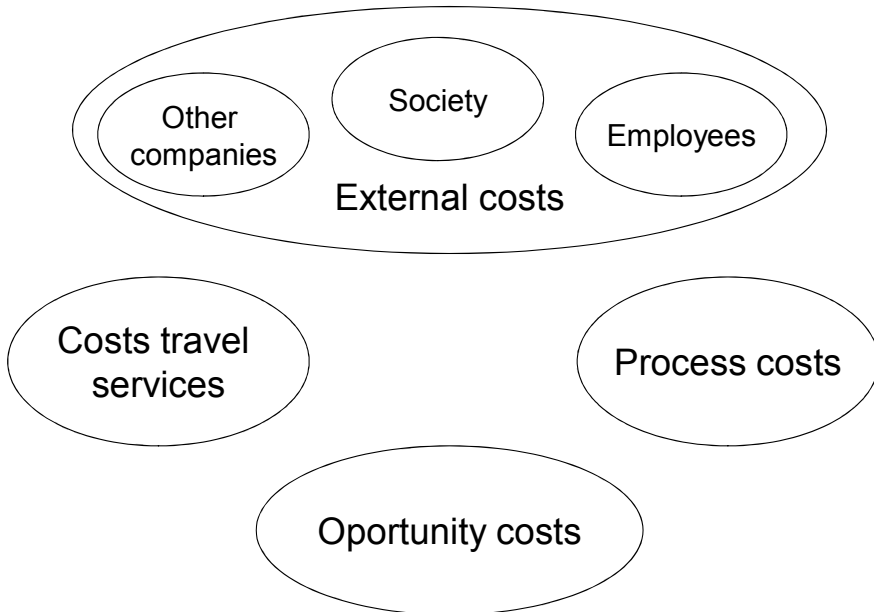 Other
companies
Society
Employees
External costs
Costs travel
services
Process costs
Oportunity costs